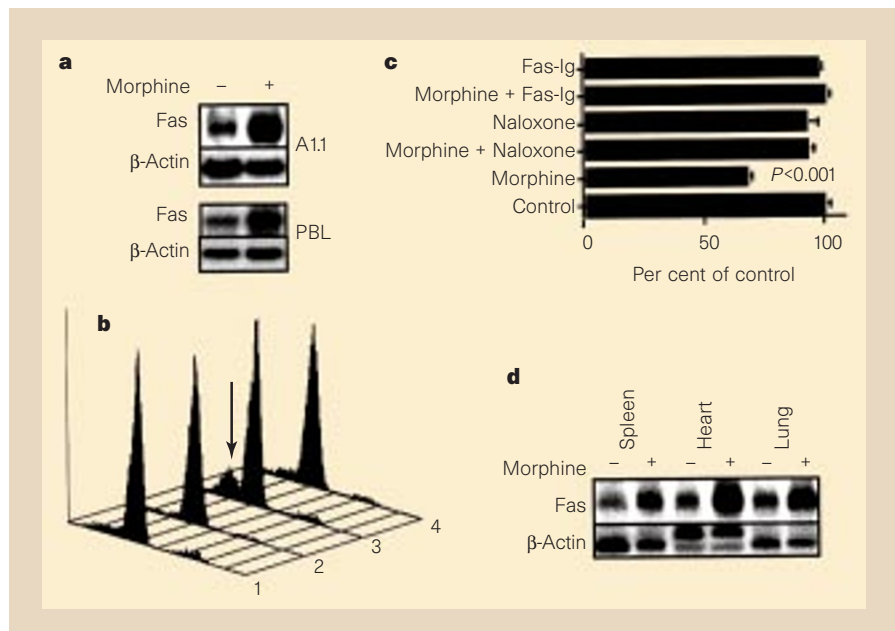 a
Morphine – +
Fas
A1.1
β-Actin
Fas
PBL
β-Actin
b
1
2
3
4
c
Fas-Ig
Morphine + Fas-Ig
Naloxone
Morphine + Naloxone
Morphine
P<0.001
Control
0 50 100
Per cent of control
d
Spleen Heart Lung
Morphine – + – + – +
Fas
β-Actin